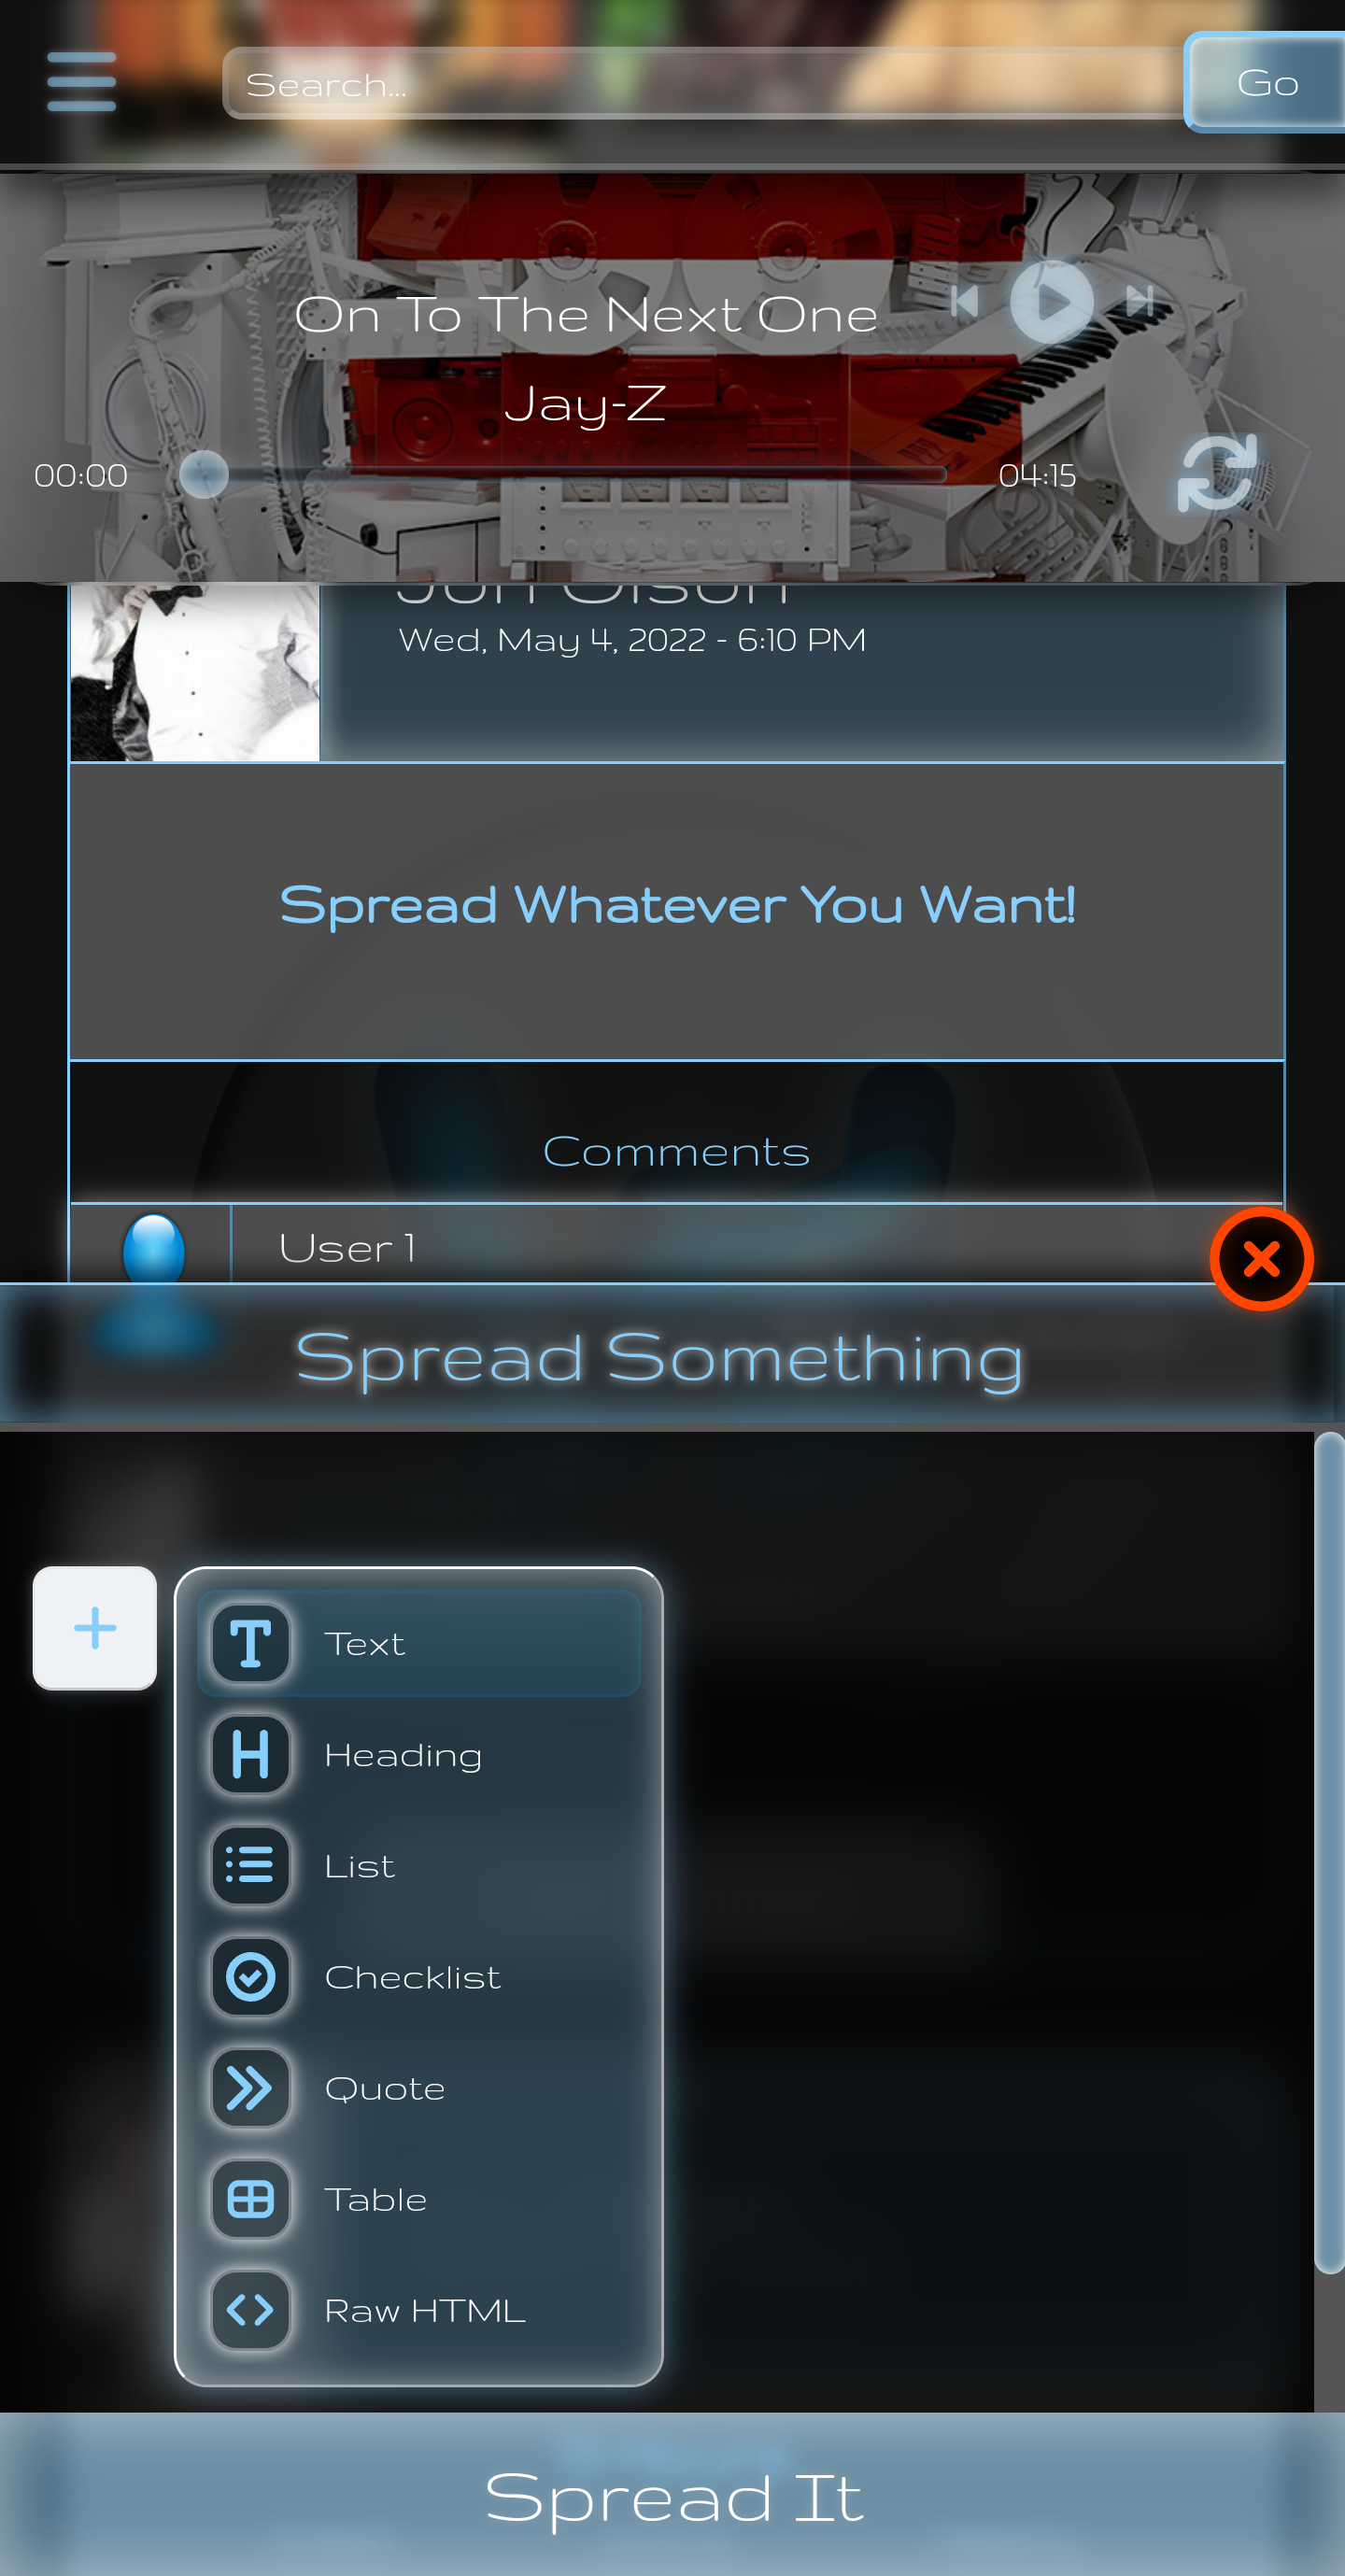 Search...
Go
On To The Next One
Jay-Z
00:00
04:15
Jon Olson
Wed, May 4, 2022 - 6:10 PM
Spread Whatever You Want!
Comments
User 1
Spread Something
Text
Heading
List
Checklist
Quote
Table
Raw HTML
Spread It